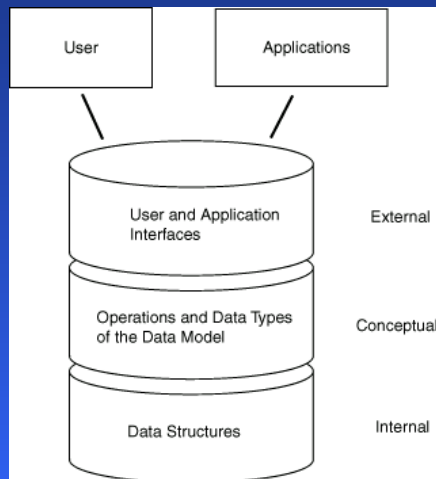 User
Applications
User and Application
Interfaces
External
Operations and Data Types
of the Data Model
Conceptual
Data Structures
Internal